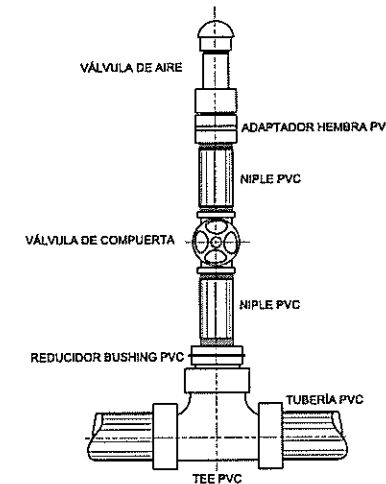 VÁLVULA DE AIRE
ADAPTADOR HEMBRA PV
NIPLE PVC
VÁLVULA DE COMPUERTA
NIPLE PVC
REDUCIDOR BUSHING PVC
TUBERÍA PVC
TEE PVC